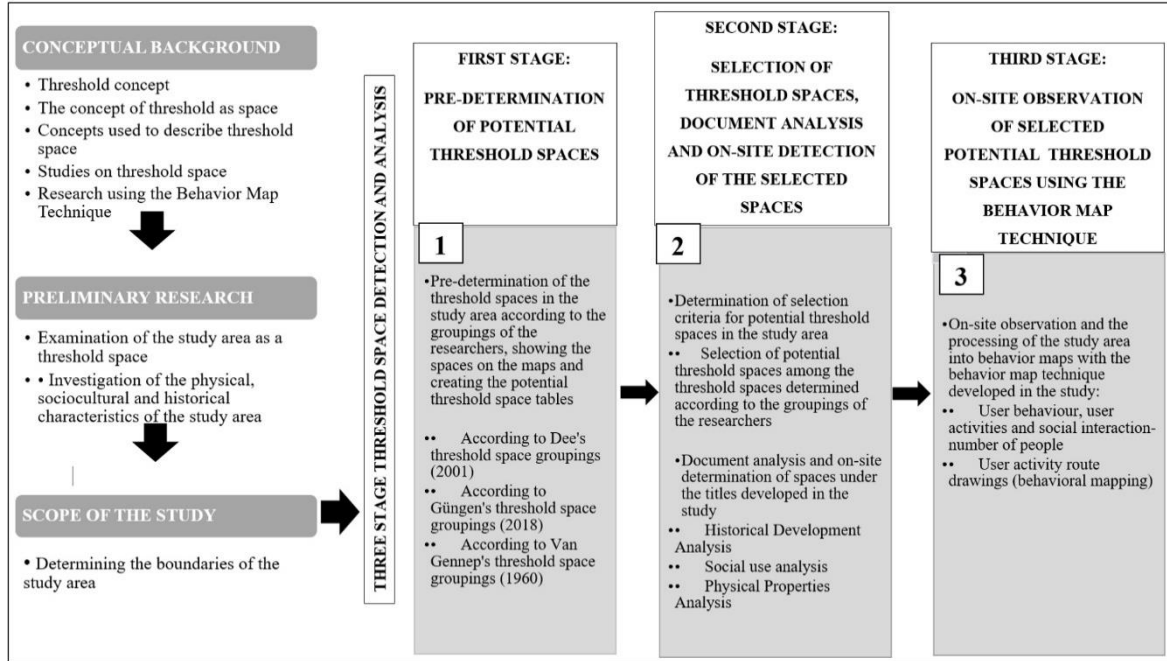 CONCEPTUAL BACKGROUND
• Threshold concept
• The concept of threshold as space
• Concepts used to describe threshold
space
• Studies on threshold space
• Research using the Behavior Map
Technique
PRELIMINARY RESEARCH
• Examination of the study area as a
threshold space
• • Investigation of the physical,
sociocultural and historical
characteristics of the study area
SCOPE OF THE STUDY
• Determining the boundaries of the
study area
THREE STAGE THRESHOLD SPACE DETECTION AND ANALYSIS
FIRST STAGE:
PRE-DETERMINATION
OF POTENTIAL
THRESHOLD SPACES
1
•Pre-determination of the
threshold spaces in the
study area according to the
groupings of the
researchers, showing the
spaces on the maps and
creating the potential
threshold space tables
•• According to Dee's
threshold space groupings
(2001)
•• According to
Güngen's threshold space
groupings (2018)
•• According to Van
Gennep's threshold space
groupings (1960)
SECOND STAGE:
SELECTION OF
THRESHOLD SPACES,
DOCUMENT ANALYSIS
AND ON-SITE DETECTION
OF THE SELECTED
SPACES
2
•Determination of selection
criteria for potential threshold
spaces in the study area
•• Selection of potential
threshold spaces among the
threshold spaces determined
according to the groupings of
the researchers
•Document analysis and on-site
determination of spaces under
the titles developed in the
study
•• Historical Development
Analysis
•• Social use analysis
•• Physical Properties
Analysis
THIRD STAGE:
ON-SITE OBSERVATION
OF SELECTED
POTENTIAL THRESHOLD
SPACES USING THE
BEHAVIOR MAP
TECHNIQUE
3
•On-site observation and the
processing of the study area
into behavior maps with the
behavior map technique
developed in the study:
•• User behaviour, user
activities and social interaction-
number of people
•• User activity route
drawings (behavioral mapping)